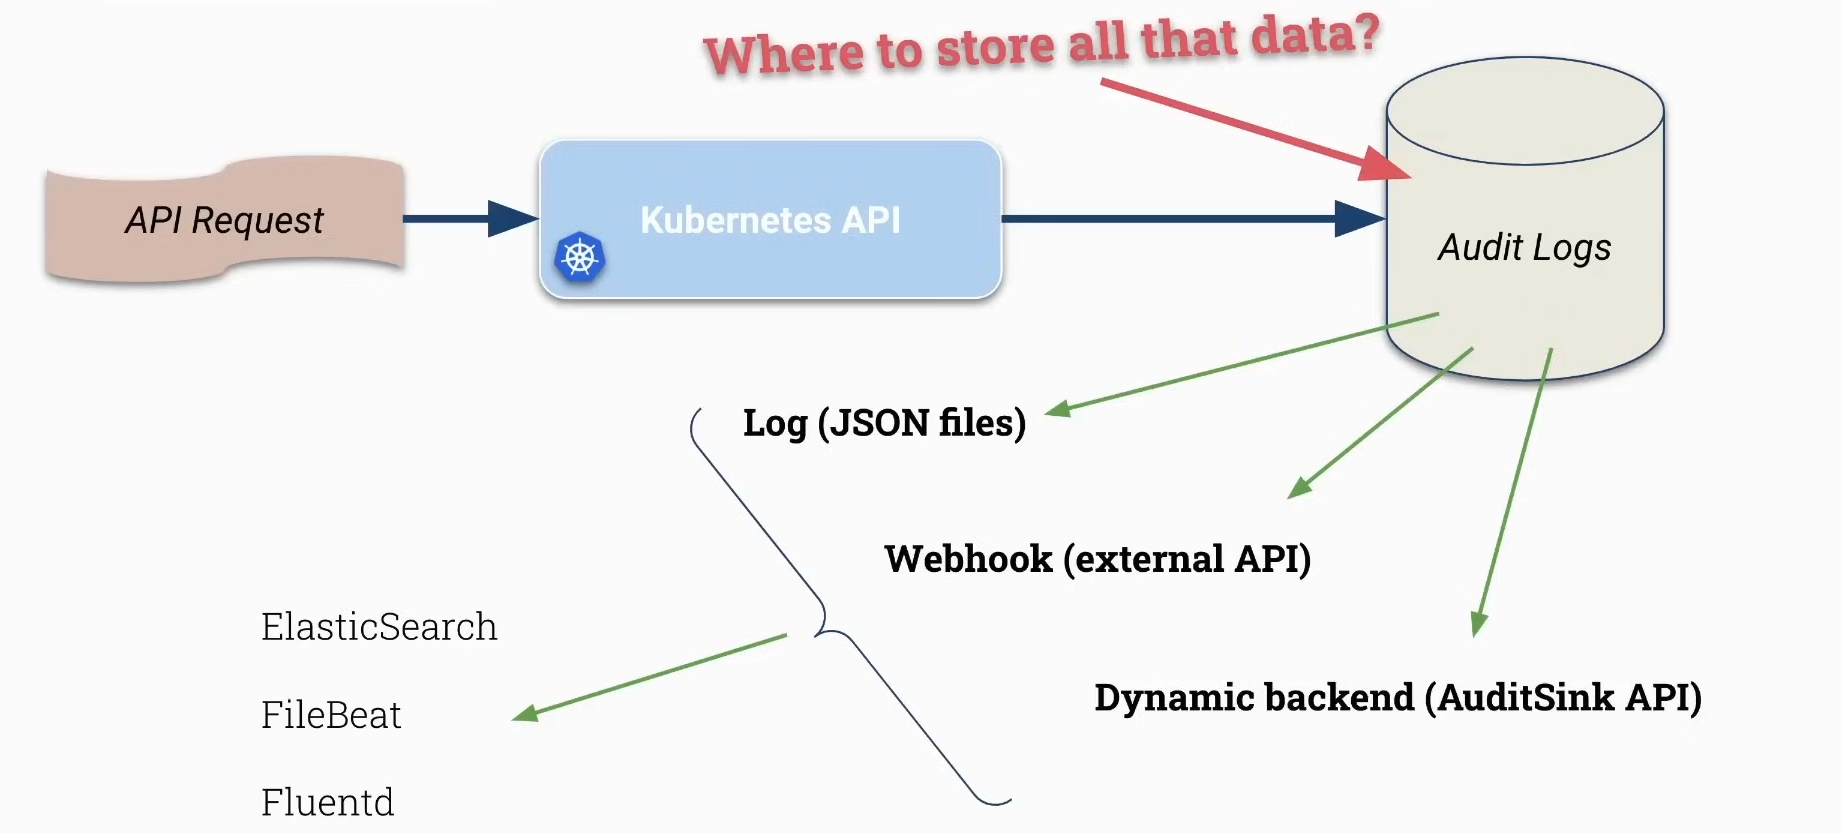 Where to store all that data?
API Request
Kubernetes API
Audit Logs
Log (JSON files)
Webhook (external API)
Dynamic backend (AuditSink API)
ElasticSearch
FileBeat
Fluentd